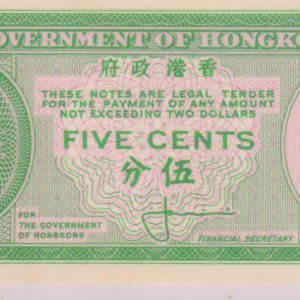 GOVERNMENT OF HONGKO
府政港香
THESE NOTES ARE LEGAL TENDER
FOR THE PAYMENT OF ANY AMOUNT
NOT EXCEEDING TWO DOLLARS
FIVE CENTS
分伍
FOR
THE GOVERNMENT
OF HONGKONG
FINANCIAL SECRETARY